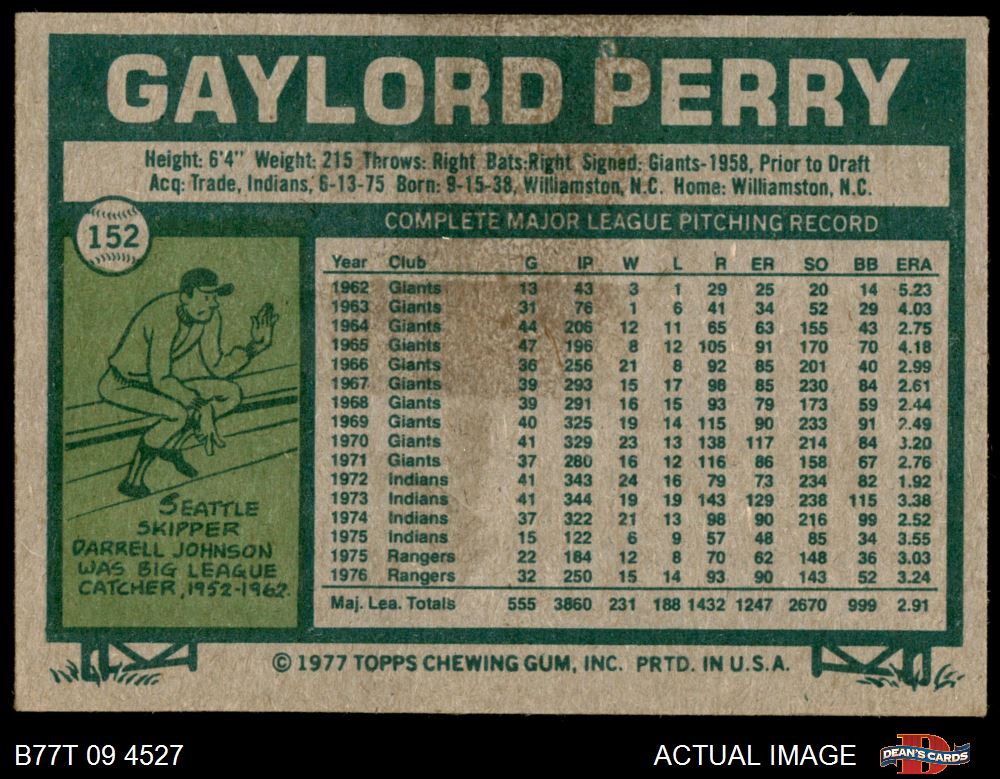 GAYLORD PERRY
Height: 6'4" Weight: 215 Throws: Right Bats: Right Signed: Giants-1958, Prior to Draft
Acq: Trade, Indians, 6-13-75 Born: 9-15-38, Williamston, N.C. Home: Williamston, N.C.
152
COMPLETE MAJOR LEAGUE PITCHING RECORD
Year Club G IP W L R ER SO BB ERA
1962 Giants 13 43 3 1 29 25 20 14 5.23
1963 Giants 31 76 1 6 41 34 52 29 4.03
1964 Giants 44 206 12 11 65 63 155 43 2.75
1965 Giants 47 196 8 12 105 91 170 70 4.18
1966 Giants 36 256 21 8 92 85 201 40 2.99
1967 Giants 39 293 15 17 98 85 230 84 2.61
1968 Giants 39 291 16 15 93 79 173 59 2.44
1969 Giants 40 325 19 14 115 90 233 91 2.49
1970 Giants 41 329 23 13 138 117 214 84 3.20
1971 Giants 37 280 16 12 116 86 158 67 2.76
1972 Indians 41 343 24 16 79 73 234 82 1.92
1973 Indians 41 344 19 19 143 129 238 115 3.38
1974 Indians 37 322 21 13 98 90 216 99 2.52
1975 Indians 15 122 6 9 57 48 85 34 3.55
1975 Rangers 22 184 12 8 70 62 148 36 3.03
1976 Rangers 32 250 15 14 93 90 143 52 3.24
Maj. Lea. Totals 555 3860 231 188 1432 1247 2670 999 2.91
SEATTLE
SKIPPER
DARRELL JOHNSON
WAS BIG LEAGUE
CATCHER, 1952-1962.
© 1977 TOPPS CHEWING GUM, INC. PRTD. IN U.S.A.
B77T 09 4527
ACTUAL IMAGE
DEAN'S CARDS